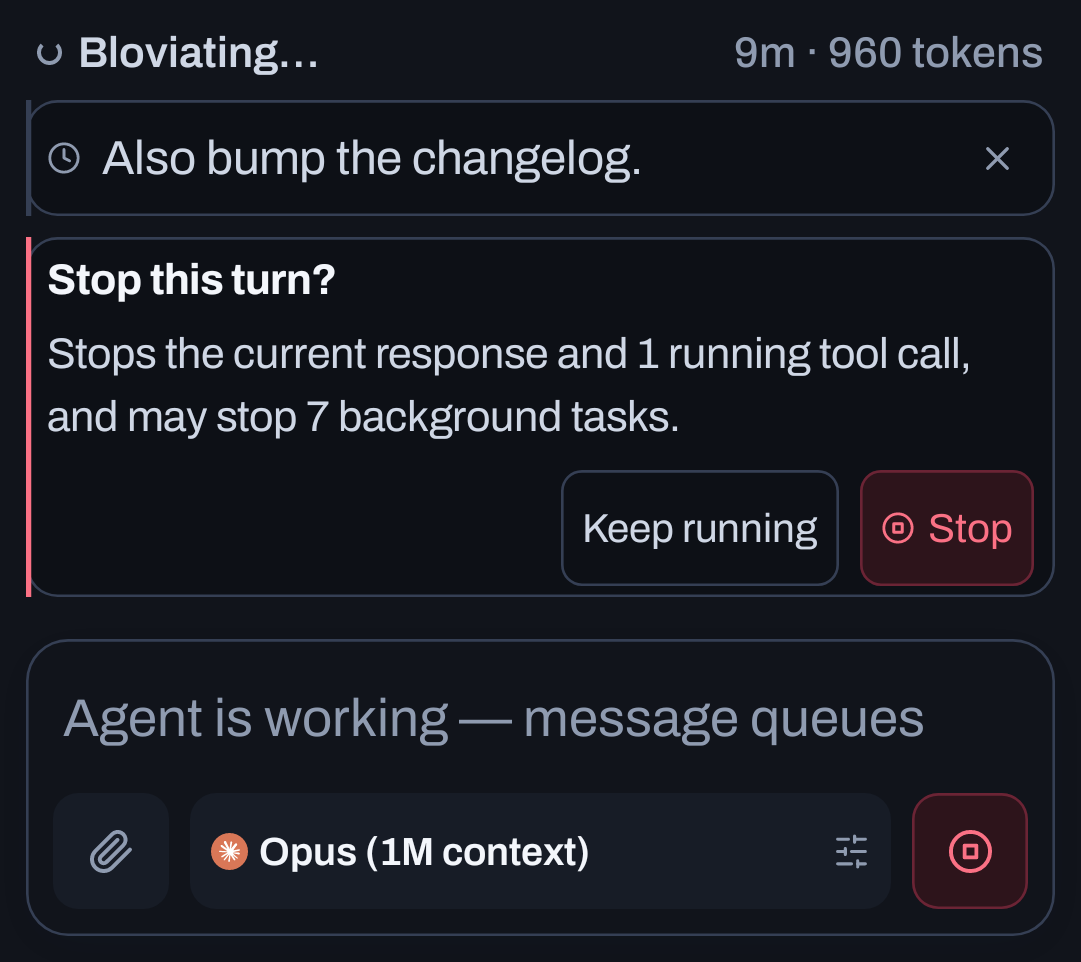 Bloviating…
9m · 960 tokens
Also bump the changelog.
Stop this turn?
Stops the current response and 1 running tool call,
and may stop 7 background tasks.
Keep running
Stop
Agent is working — message queues
Opus (1M context)